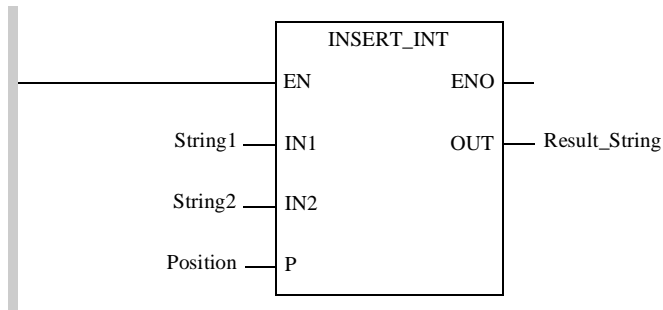 INSERT_INT
EN ENO
String1 IN1 OUT Result_String
String2 IN2
Position P